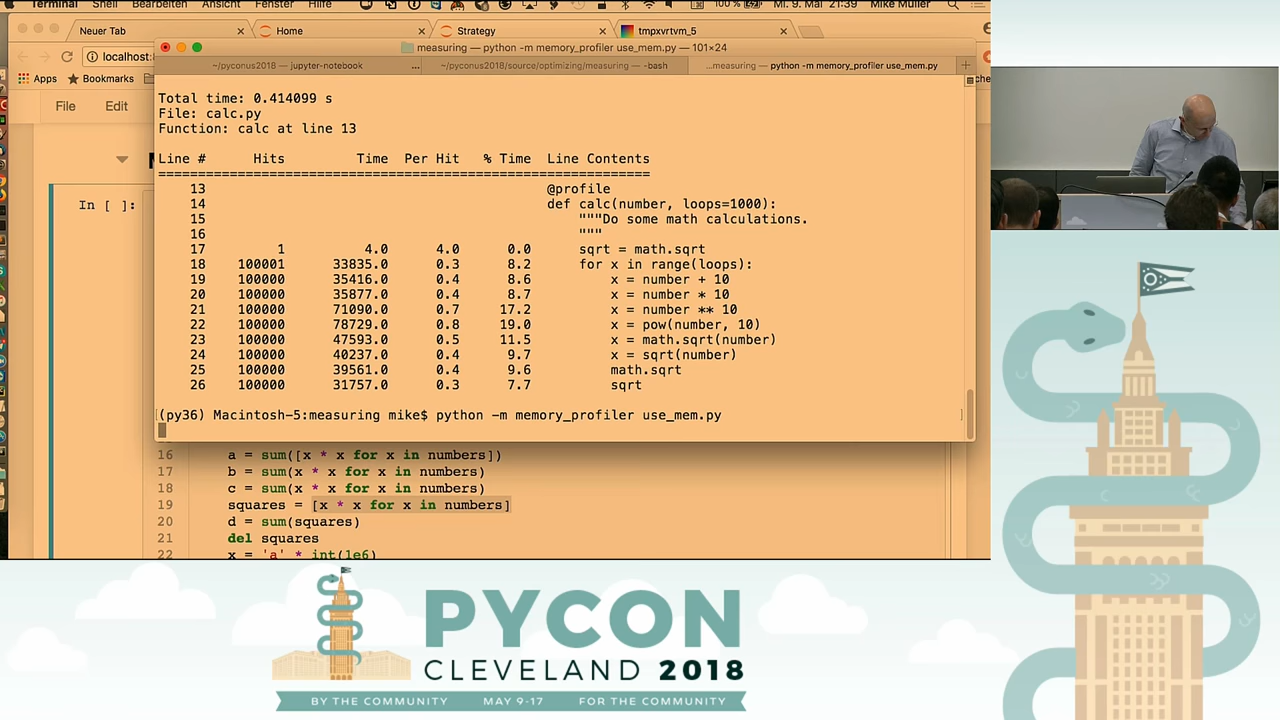 Terminal Shell Bearbeiten Ansicht Fenster Hilfe 100 % Mi. 9. Mai 21:39 Mike Müller
Neuer Tab Home Strategy tmpxvrtvm_5
measuring — python -m memory_profiler use_mem.py — 101×24
localhost:
~/pyconus2018 — jupyter-notebook ... ~/pyconus2018/source/optimizing/measuring — -bash ...measuring — python -m memory_profiler use_mem.py +
Apps Bookmarks
File Edit
Total time: 0.414099 s
File: calc.py
Function: calc at line 13
Line # Hits Time Per Hit % Time Line Contents
==============================================================
13 @profile
14 def calc(number, loops=1000):
15 """Do some math calculations.
16 """
17 1 4.0 4.0 0.0 sqrt = math.sqrt
18 100001 33835.0 0.3 8.2 for x in range(loops):
19 100000 35416.0 0.4 8.6 x = number + 10
20 100000 35877.0 0.4 8.7 x = number * 10
21 100000 71090.0 0.7 17.2 x = number ** 10
22 100000 78729.0 0.8 19.0 x = pow(number, 10)
23 100000 47593.0 0.5 11.5 x = math.sqrt(number)
24 100000 40237.0 0.4 9.7 x = sqrt(number)
25 100000 39561.0 0.4 9.6 math.sqrt
26 100000 31757.0 0.3 7.7 sqrt
(py36) Macintosh-5:measuring mike$ python -m memory_profiler use_mem.py
In [ ]:
16 a = sum([x * x for x in numbers])
17 b = sum(x * x for x in numbers)
18 c = sum(x * x for x in numbers)
19 squares = [x * x for x in numbers]
20 d = sum(squares)
21 del squares
22 x = 'a' * int(1e6)
PYCON
CLEVELAND 2018
BY THE COMMUNITY MAY 9-17 FOR THE COMMUNITY